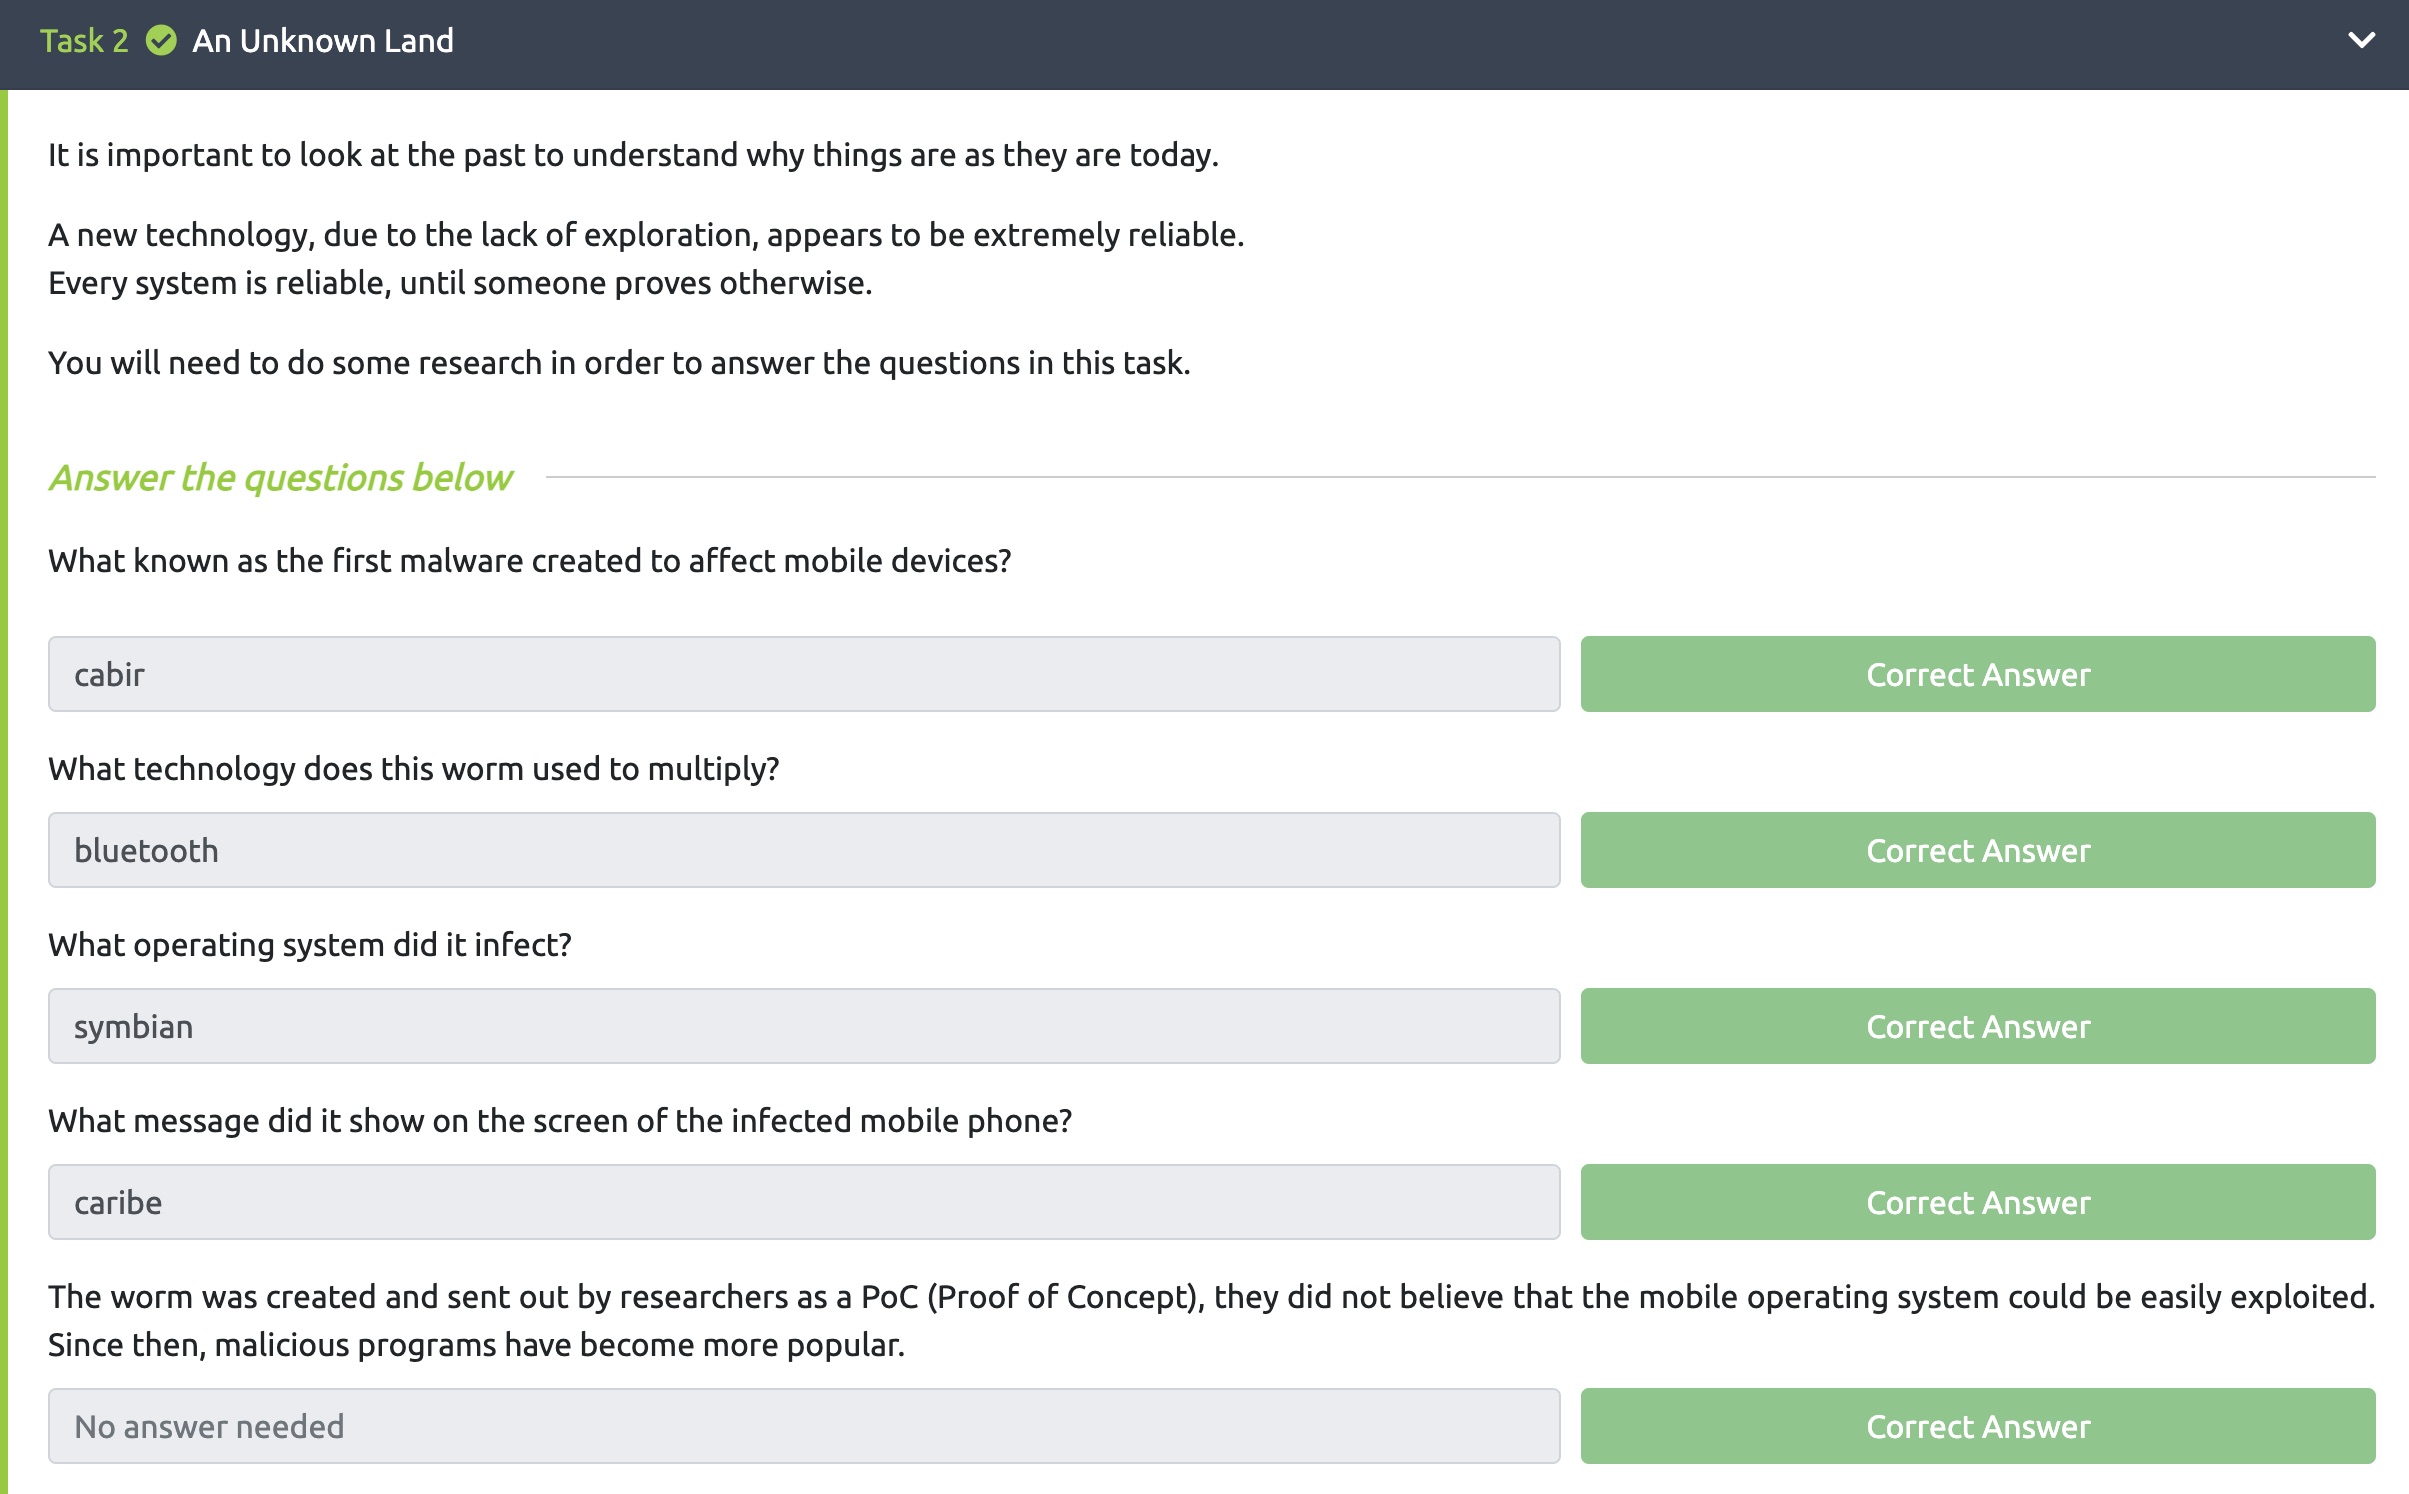 Task 2 An Unknown Land
It is important to look at the past to understand why things are as they are today.
A new technology, due to the lack of exploration, appears to be extremely reliable.
Every system is reliable, until someone proves otherwise.
You will need to do some research in order to answer the questions in this task.
Answer the questions below
What known as the first malware created to affect mobile devices?
cabir Correct Answer
What technology does this worm used to multiply?
bluetooth Correct Answer
What operating system did it infect?
symbian Correct Answer
What message did it show on the screen of the infected mobile phone?
caribe Correct Answer
The worm was created and sent out by researchers as a PoC (Proof of Concept), they did not believe that the mobile operating system could be easily exploited.
Since then, malicious programs have become more popular.
No answer needed Correct Answer